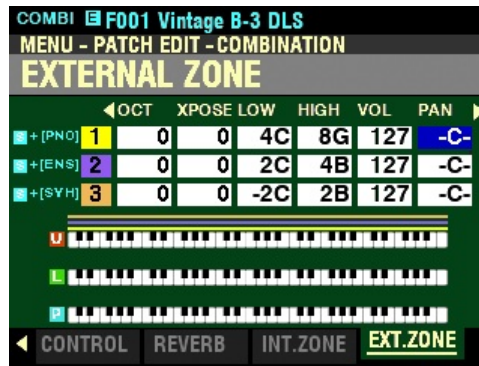 COMBI E F001 Vintage B-3 DLS
MENU - PATCH EDIT - COMBINATION
EXTERNAL ZONE
OCT XPOSE LOW HIGH VOL PAN
S + [PNO] 1 0 0 4C 8G 127 -C-
S + [ENS] 2 0 0 2C 4B 127 -C-
S + [SYH] 3 0 0 -2C 2B 127 -C-
U
L
P
CONTROL REVERB INT.ZONE EXT.ZONE